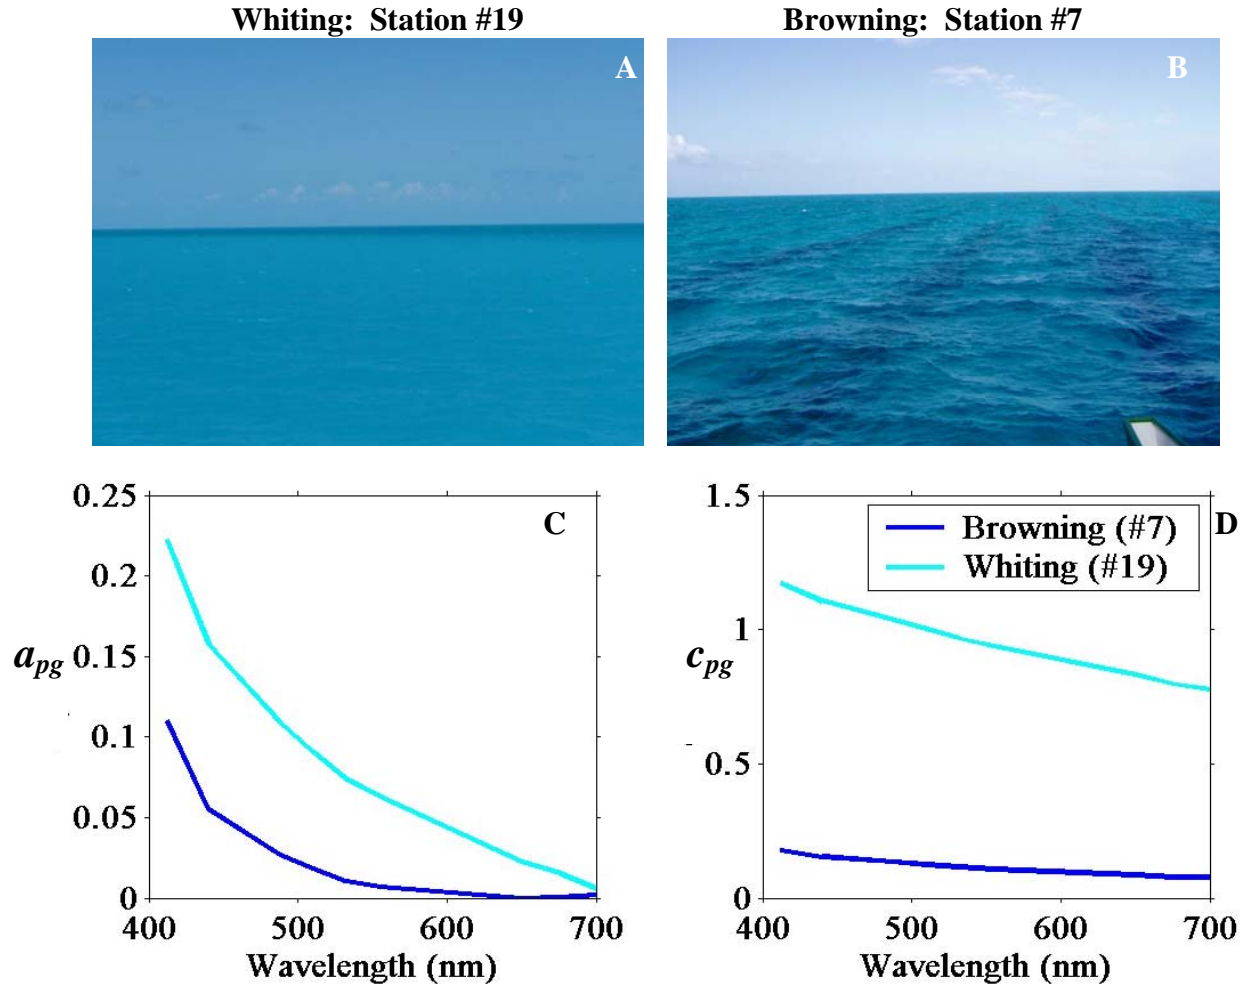 Whiting: Station #19
Browning: Station #7
A
B
0.25
0.2
0.15
0.1
0.05
0
a_pg
C
400
500
600
700
Wavelength (nm)
1.5
1
0.5
0
c_pg
Browning (#7)
Whiting (#19)
D
400
500
600
700
Wavelength (nm)